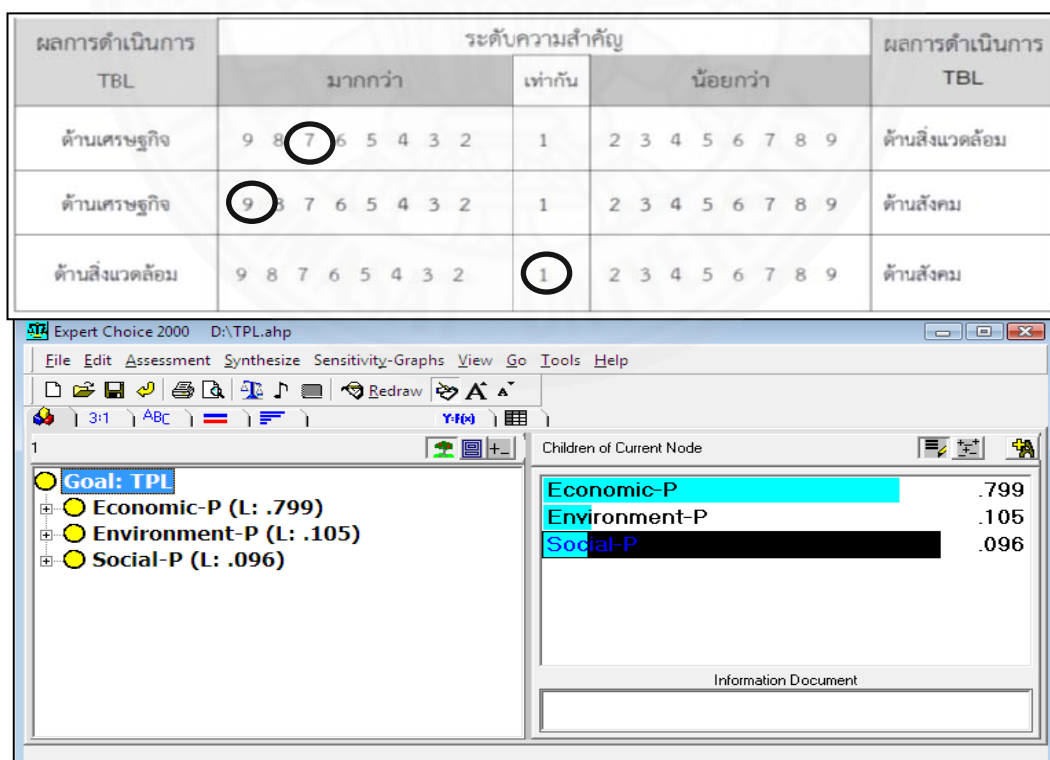 ผลการดำเนินการ TBL ระดับความสำคัญ ผลการดำเนินการ TBL
มากกว่า เท่ากัน น้อยกว่า
ด้านเศรษฐกิจ 9 8 7 6 5 4 3 2 1 2 3 4 5 6 7 8 9 ด้านสิ่งแวดล้อม
ด้านเศรษฐกิจ 9 8 7 6 5 4 3 2 1 2 3 4 5 6 7 8 9 ด้านสังคม
ด้านสิ่งแวดล้อม 9 8 7 6 5 4 3 2 1 2 3 4 5 6 7 8 9 ด้านสังคม
Expert Choice 2000 D:\TPL.ahp
File Edit Assessment Synthesize Sensitivity-Graphs View Go Tools Help
Redraw A A
3:1 ABC Y=F(x)
1
Goal: TPL
Economic-P (L: .799)
Environment-P (L: .105)
Social-P (L: .096)
Children of Current Node
Economic-P .799
Environment-P .105
Social-P .096
Information Document